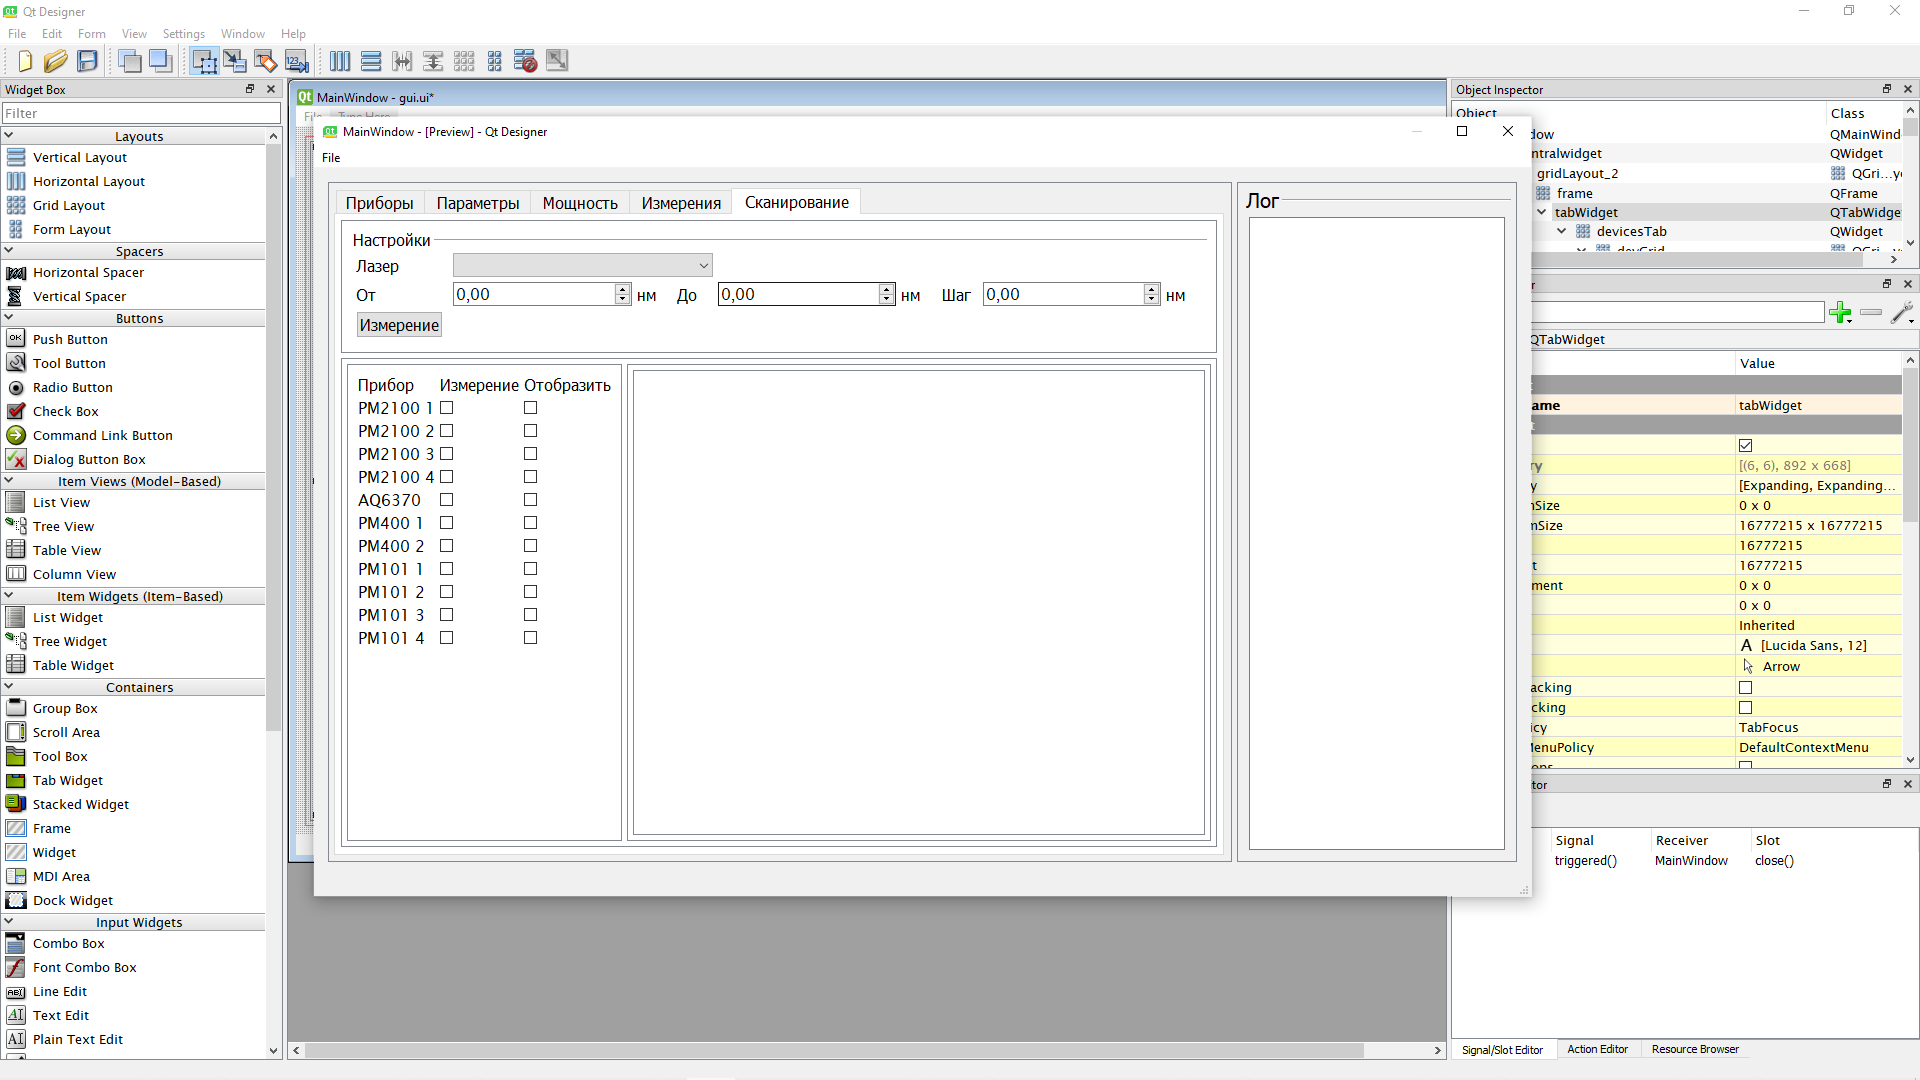 Qt Designer
File Edit Form View Settings Window Help
Widget Box
Filter
Layouts
Vertical Layout
Horizontal Layout
Grid Layout
Form Layout
Spacers
Horizontal Spacer
Vertical Spacer
Buttons
Push Button
Tool Button
Radio Button
Check Box
Command Link Button
Dialog Button Box
Item Views (Model-Based)
List View
Tree View
Table View
Column View
Item Widgets (Item-Based)
List Widget
Tree Widget
Table Widget
Containers
Group Box
Scroll Area
Tool Box
Tab Widget
Stacked Widget
Frame
Widget
MDI Area
Dock Widget
Input Widgets
Combo Box
Font Combo Box
Line Edit
Text Edit
Plain Text Edit
MainWindow - gui.ui*
MainWindow - [Preview] - Qt Designer
File
Приборы Параметры Мощность Измерения Сканирование
Настройки
Лазер
От 0,00 нм До 0,00 нм Шаг 0,00 нм
Измерение
Прибор Измерение Отобразить
PM2100 1
PM2100 2
PM2100 3
PM2100 4
AQ6370
PM400 1
PM400 2
PM101 1
PM101 2
PM101 3
PM101 4
Лог
Object Inspector
Object Class
dow QMainWind
ntralwidget QWidget
gridLayout_2 QGri...y
frame QFrame
tabWidget QTabWidge
devicesTab QWidget
QTabWidget
Value
ame tabWidget
[(6, 6), 892 x 668]
[Expanding, Expanding...
mSize 0 x 0
mSize 16777215 x 16777215
16777215
t 16777215
ment 0 x 0
0 x 0
Inherited
A [Lucida Sans, 12]
Arrow
acking
cking
icy TabFocus
MenuPolicy DefaultContextMenu
tor
Signal Receiver Slot
triggered() MainWindow close()
Signal/Slot Editor Action Editor Resource Browser